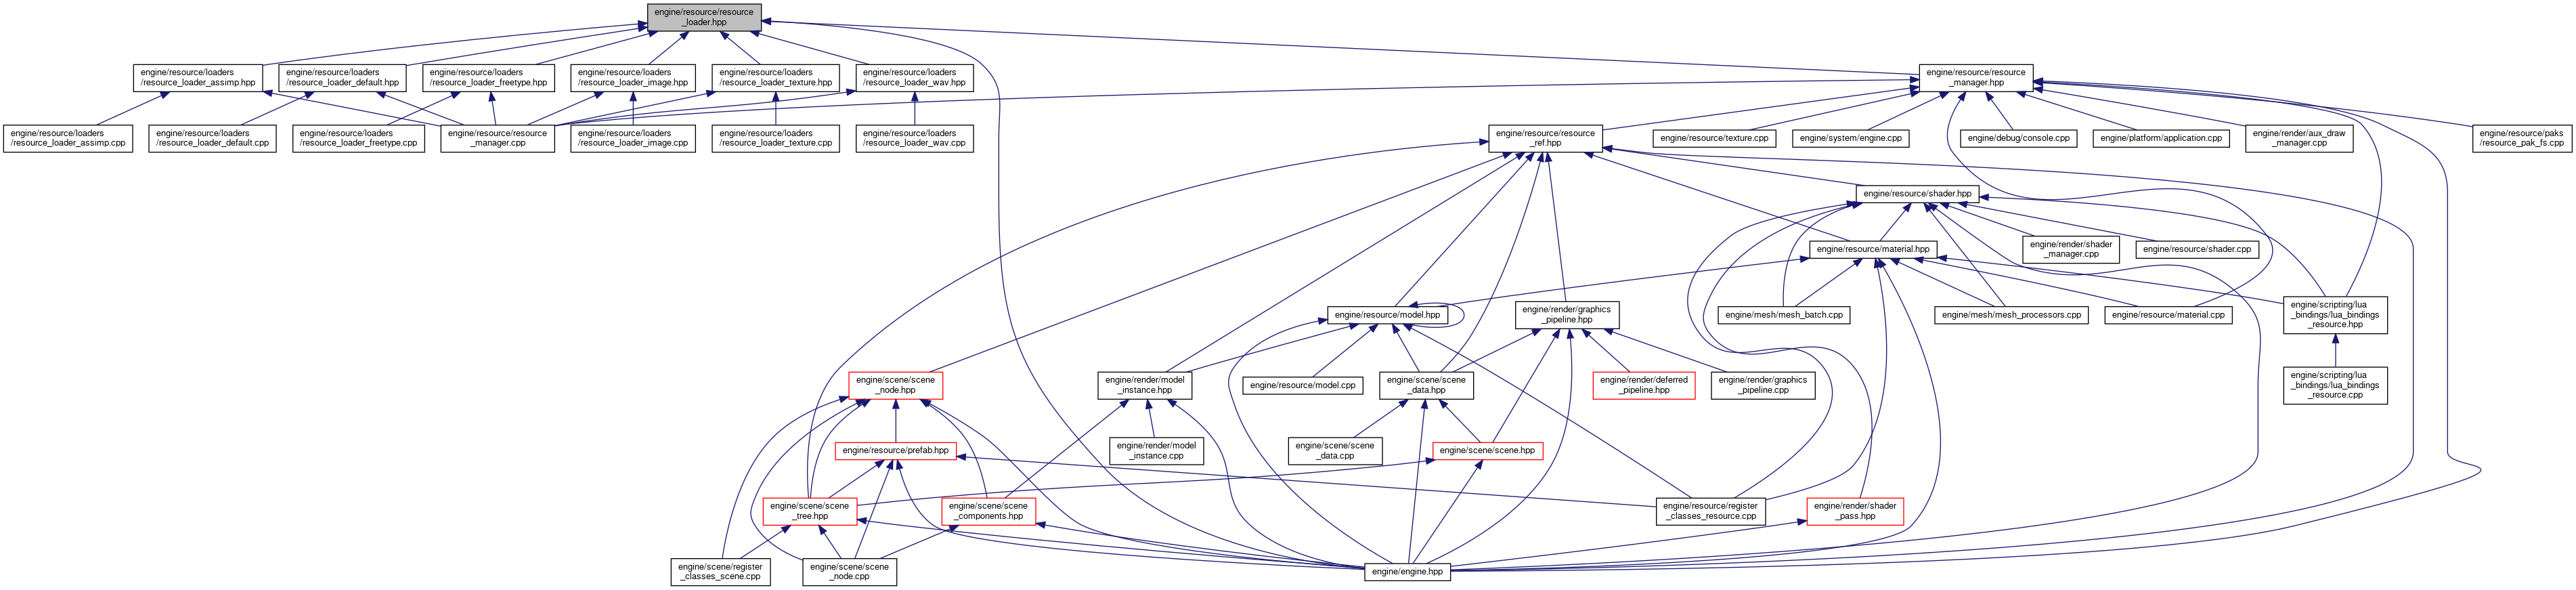 engine/resource/resource
_loader.hpp
engine/resource/loaders
/resource_loader_assimp.hpp
engine/resource/loaders
/resource_loader_default.hpp
engine/resource/loaders
/resource_loader_freetype.hpp
engine/resource/loaders
/resource_loader_image.hpp
engine/resource/loaders
/resource_loader_texture.hpp
engine/resource/loaders
/resource_loader_wav.hpp
engine/resource/resource
_manager.hpp
engine/resource/loaders
/resource_loader_assimp.cpp
engine/resource/loaders
/resource_loader_default.cpp
engine/resource/loaders
/resource_loader_freetype.cpp
engine/resource/resource
_manager.cpp
engine/resource/loaders
/resource_loader_image.cpp
engine/resource/loaders
/resource_loader_texture.cpp
engine/resource/loaders
/resource_loader_wav.cpp
engine/resource/resource
_ref.hpp
engine/resource/texture.cpp
engine/system/engine.cpp
engine/debug/console.cpp
engine/platform/application.cpp
engine/render/aux_draw
_manager.cpp
engine/resource/paks
/resource_pak_fs.cpp
engine/resource/shader.hpp
engine/resource/material.hpp
engine/render/shader
_manager.cpp
engine/resource/shader.cpp
engine/resource/model.hpp
engine/render/graphics
_pipeline.hpp
engine/mesh/mesh_batch.cpp
engine/mesh/mesh_processors.cpp
engine/resource/material.cpp
engine/scripting/lua
_bindings/lua_bindings
_resource.hpp
engine/scene/scene
_node.hpp
engine/render/model
_instance.hpp
engine/resource/model.cpp
engine/scene/scene
_data.hpp
engine/render/deferred
_pipeline.hpp
engine/render/graphics
_pipeline.cpp
engine/scripting/lua
_bindings/lua_bindings
_resource.cpp
engine/resource/prefab.hpp
engine/render/model
_instance.cpp
engine/scene/scene
_data.cpp
engine/scene/scene.hpp
engine/scene/scene
_tree.hpp
engine/scene/scene
_components.hpp
engine/resource/register
_classes_resource.cpp
engine/render/shader
_pass.hpp
engine/scene/register
_classes_scene.cpp
engine/scene/scene
_node.cpp
engine/engine.hpp